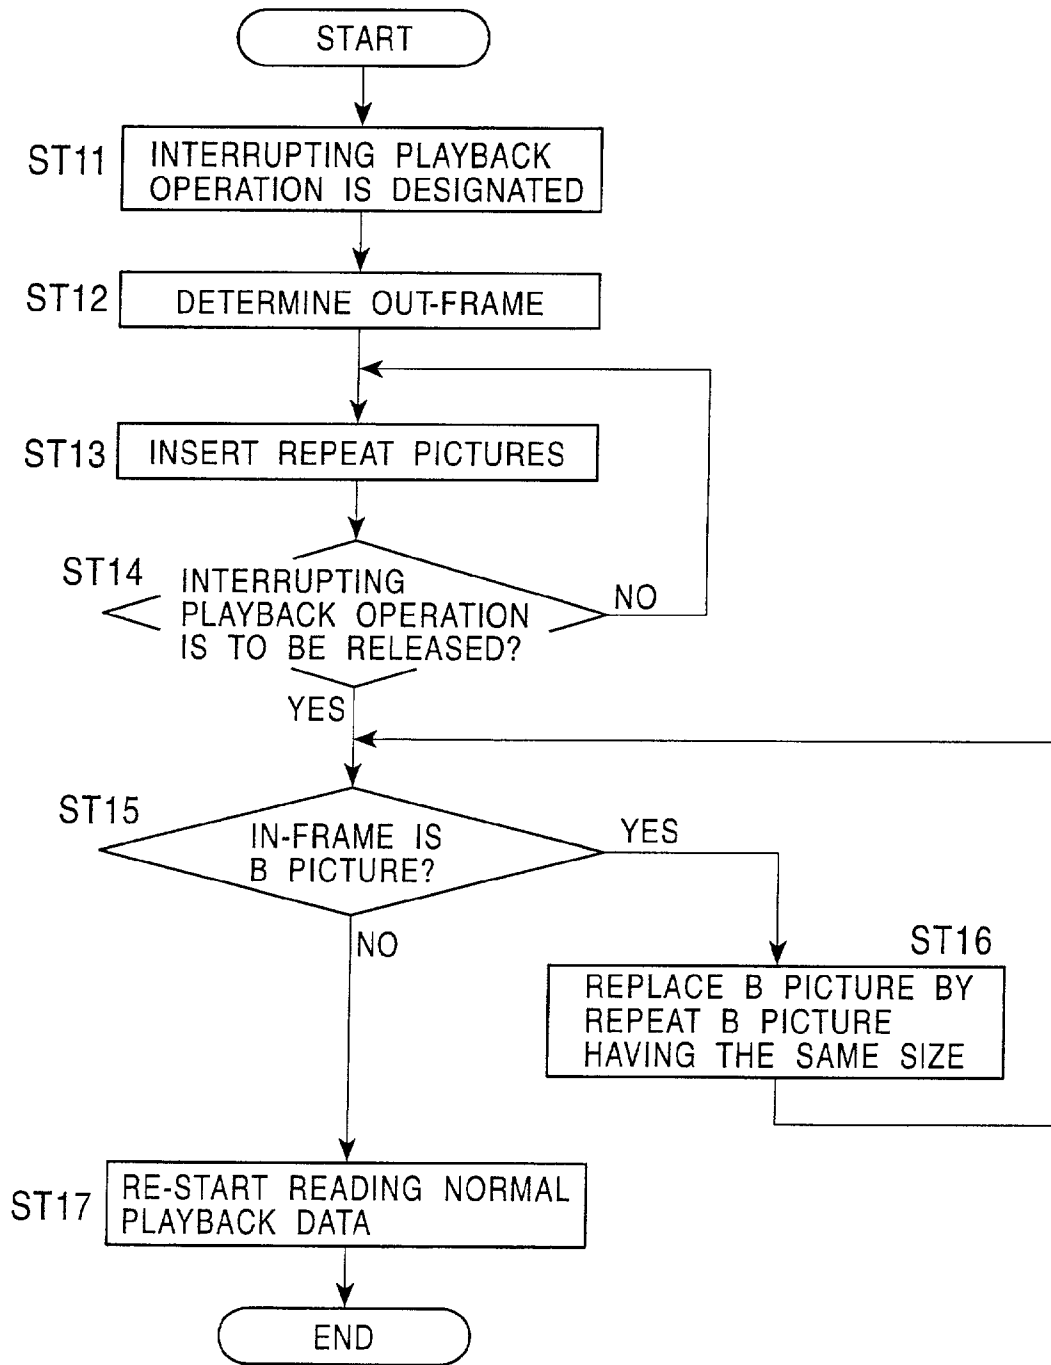 START
ST11
INTERRUPTING PLAYBACK
OPERATION IS DESIGNATED
ST12
DETERMINE OUT-FRAME
ST13
INSERT REPEAT PICTURES
ST14
INTERRUPTING
PLAYBACK OPERATION
IS TO BE RELEASED?
NO
YES
ST15
IN-FRAME IS
B PICTURE?
YES
NO
ST16
REPLACE B PICTURE BY
REPEAT B PICTURE
HAVING THE SAME SIZE
ST17
RE-START READING NORMAL
PLAYBACK DATA
END